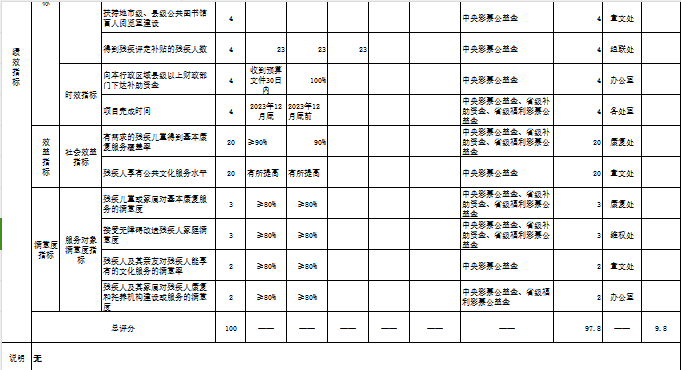 标
扶持地市级、县级公共图书馆盲人阅览室建设 4 中央彩票公益金 4 宣文处
得到残疾评定补贴的残疾人数 4 23 23 23 中央彩票公益金 4 组联处
绩效指标
时效指标
向本行政区域县级以上财政部门下达补助资金 4 收到预算文件30日内 100% 中央彩票公益金 4 办公室
项目完成时间 4 2023年12月底 2023年12月底前 中央彩票公益金、省级补助资金、省级福利彩票公益金 4 各处室
效益指标
社会效益指标
有需求的残疾儿童得到基本康复服务覆盖率 20 ≥90% 90% 中央彩票公益金、省级补助资金、省级福利彩票公益金 20 康复处
残疾人享有公共文化服务水平 20 有所提高 有所提高 中央彩票公益金 20 宣文处
满意度指标
服务对象满意度指标
残疾儿童或家属对基本康复服务的满意度 3 ≥80% ≥80% 中央彩票公益金、省级补助资金、省级福利彩票公益金 3 康复处
接受无障碍改造残疾人家庭满意度 3 ≥80% ≥80% 中央彩票公益金、省级补助资金、省级福利彩票公益金 3 维权处
残疾人及其亲友对残疾人能享有的文化服务的满意率 2 ≥80% ≥80% 中央彩票公益金 2 宣文处
残疾人及其家属对残疾人康复和托养机构建设或服务的满意度 2 ≥80% ≥80% 中央彩票公益金、省级福利彩票公益金 2 办公室
总评分 100 —— —— —— —— —— —— 97.8 —— 9.8
说明 无